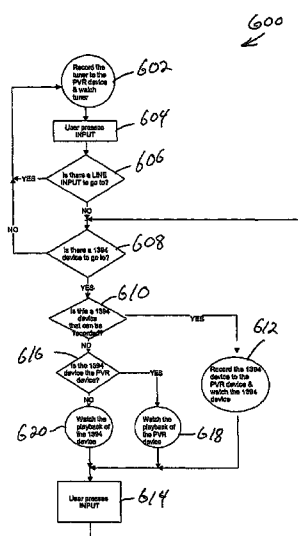 600
Record the
tuner to the
PVR device
& watch
tuner
602
User presses
INPUT
604
Is there a LINE
INPUT to go to?
606
YES
NO
608
Is there a 1394
device to go to?
NO
YES
610
Is this a 1394
device
that can be
recorded?
YES
NO
612
Record the 1394
device to the
PVR device &
watch the 1394
device
616
Is the 1394
device the PVR
device?
YES
NO
620
Watch the
playback of
the 1394
device
Watch the
playback of
the PVR
device
618
User presses
INPUT
614